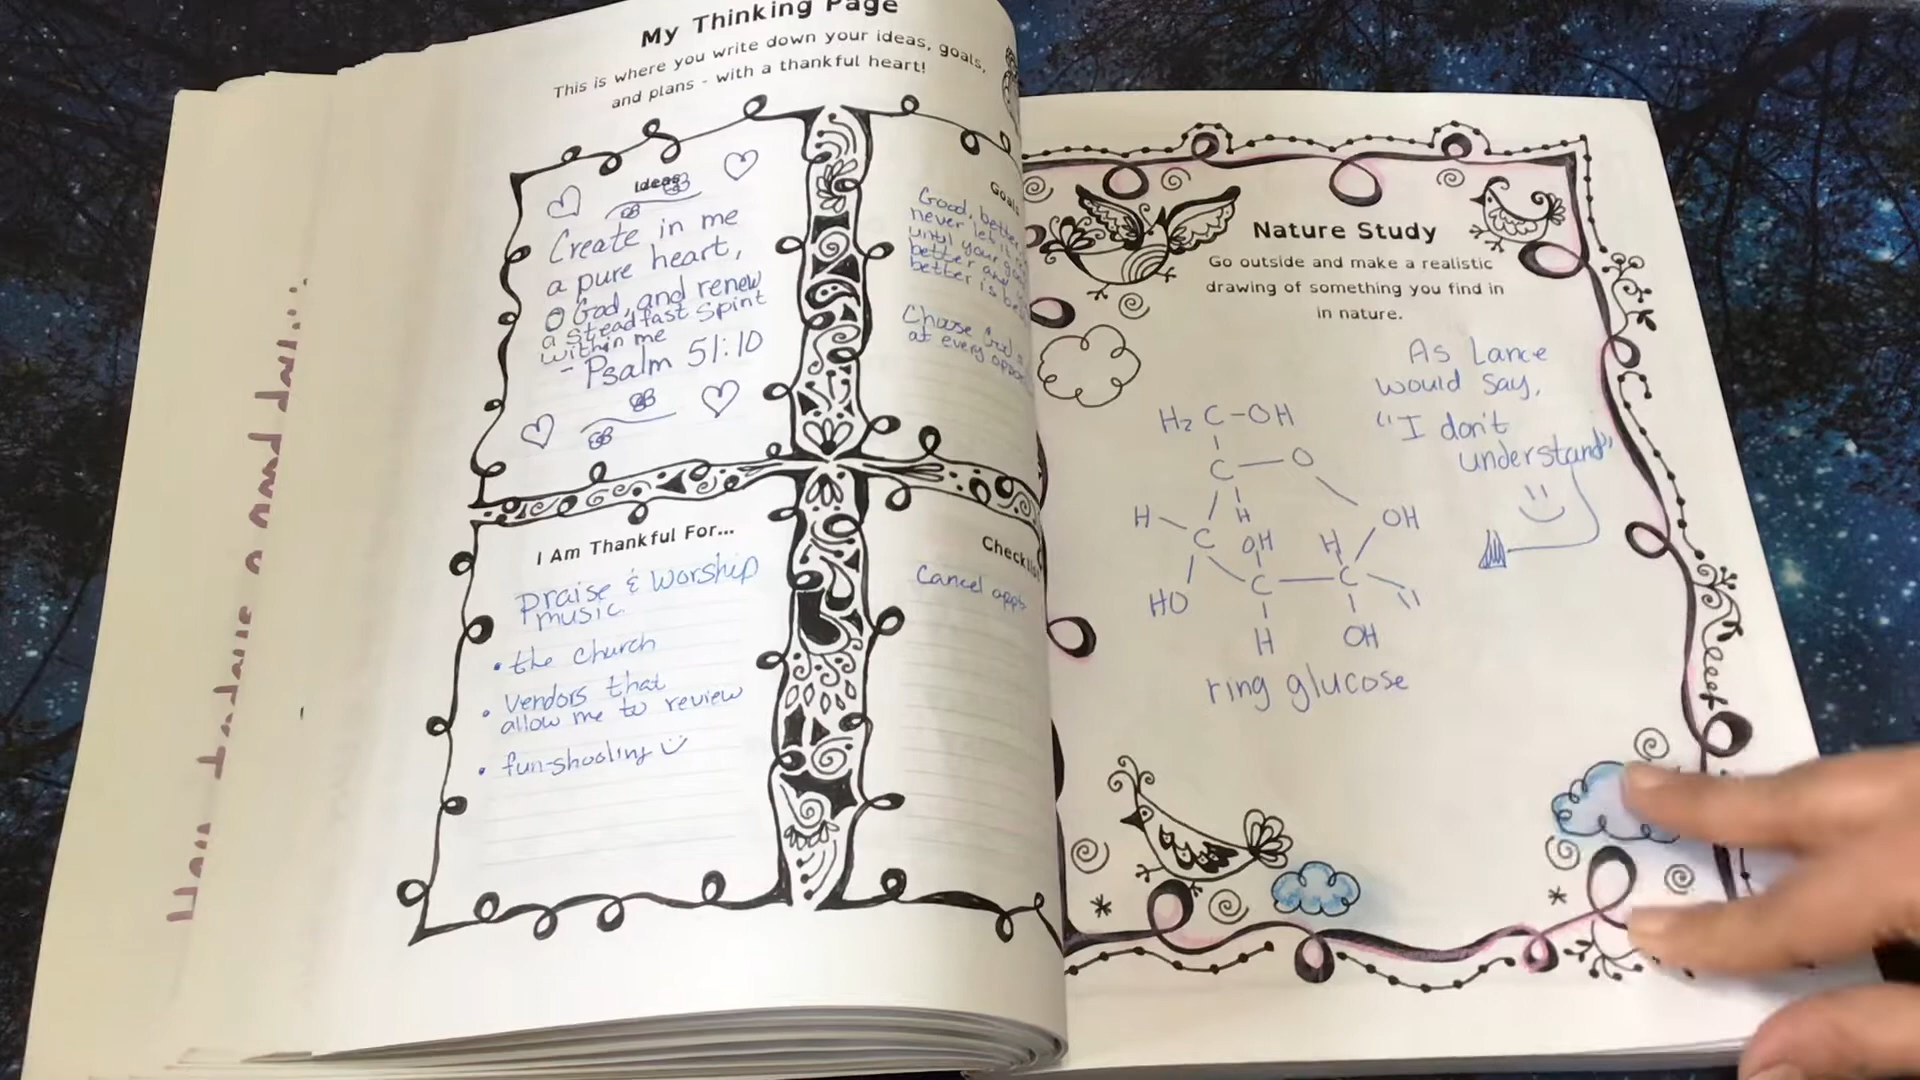 My Thinking Page
This is where you write down your ideas, goals,
and plans - with a thankful heart!
Ideas
Create in me
a pure heart,
O God, and renew
a steadfast spirit
within me
- Psalm 51:10
Goals
Good, better
never let it
until your good
better and
better is
Choose God's
at every
I Am Thankful For...
Praise & Worship
music.
• the church
• Vendors that
allow me to review
• fun-shooling
Checklist
Cancel appt
Nature Study
Go outside and make a realistic
drawing of something you find in
in nature.
As Lance
would say,
"I don't
understand"
H₂C-OH
C — O
H
H
C
OH
H
OH
HO
C — C
H
OH
ring glucose